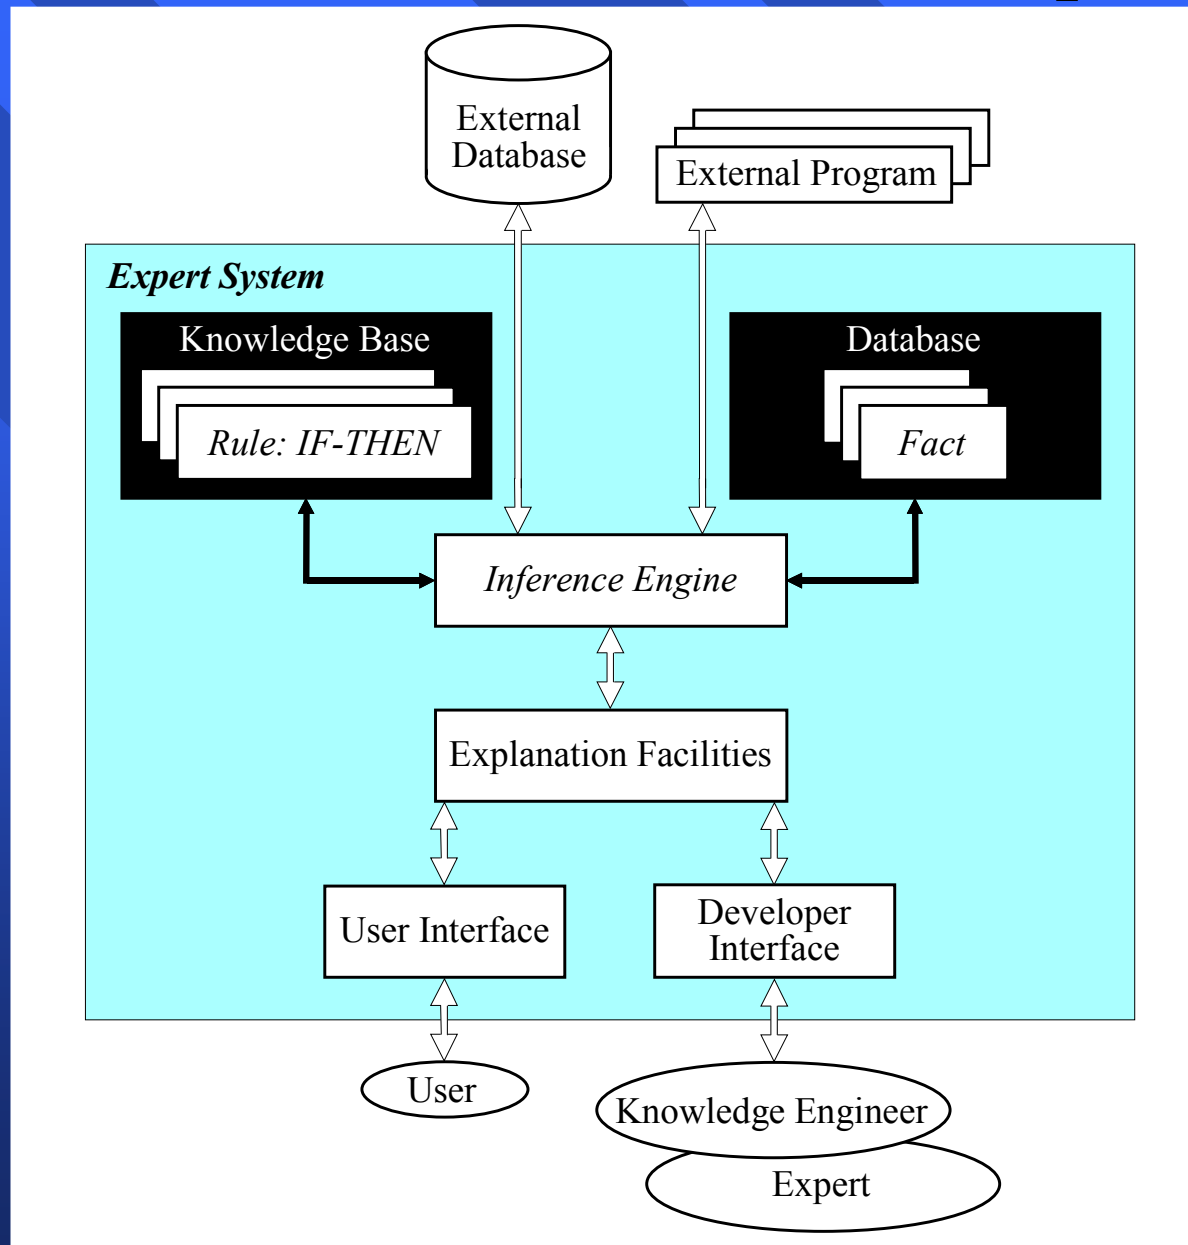 External
Database
External Program
Expert System
Knowledge Base
Rule: IF-THEN
Database
Fact
Inference Engine
Explanation Facilities
User Interface
Developer
Interface
User
Knowledge Engineer
Expert